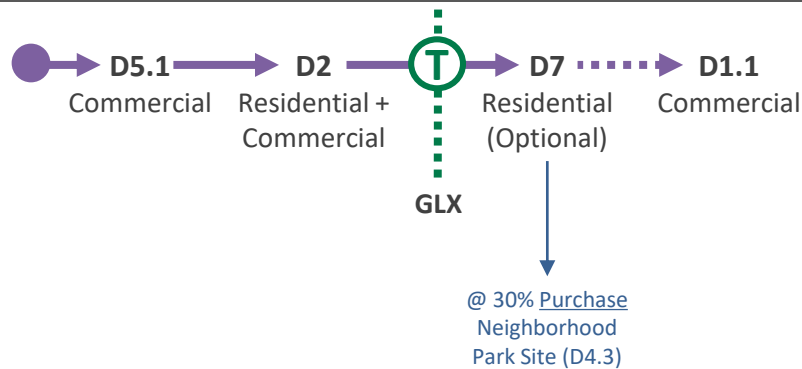 D5.1
Commercial
D2
Residential +
Commercial
T
GLX
D7
Residential
(Optional)
D1.1
Commercial
@ 30% Purchase
Neighborhood
Park Site (D4.3)